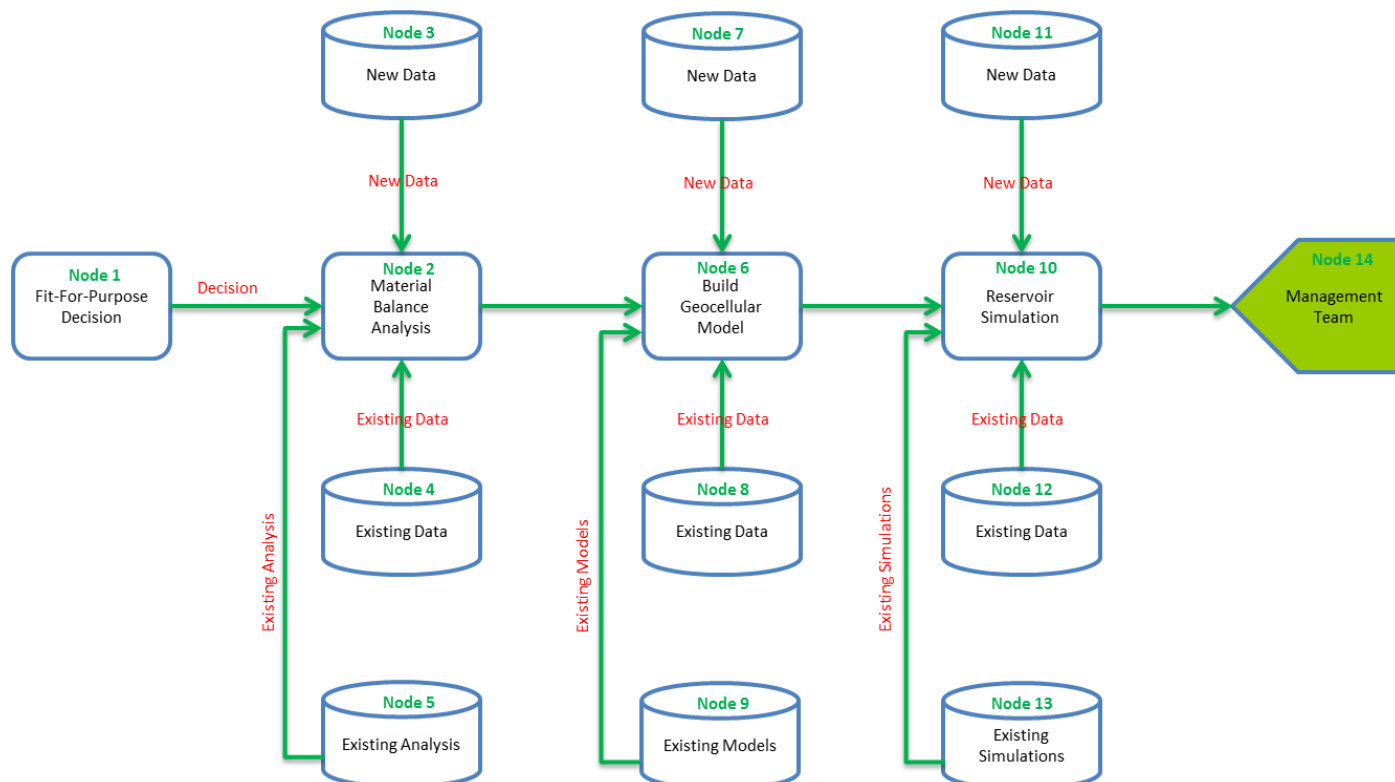 Node 3
New Data
Node 7
New Data
Node 11
New Data
New Data
New Data
New Data
Node 1
Fit-For-Purpose
Decision
Decision
Node 2
Material
Balance
Analysis
Node 6
Build
Geocellular
Model
Node 10
Reservoir
Simulation
Node 14
Management
Team
Existing Data
Existing Data
Existing Data
Node 4
Existing Data
Node 8
Existing Data
Node 12
Existing Data
Existing Analysis
Existing Models
Existing Simulations
Node 5
Existing Analysis
Node 9
Existing Models
Node 13
Existing
Simulations